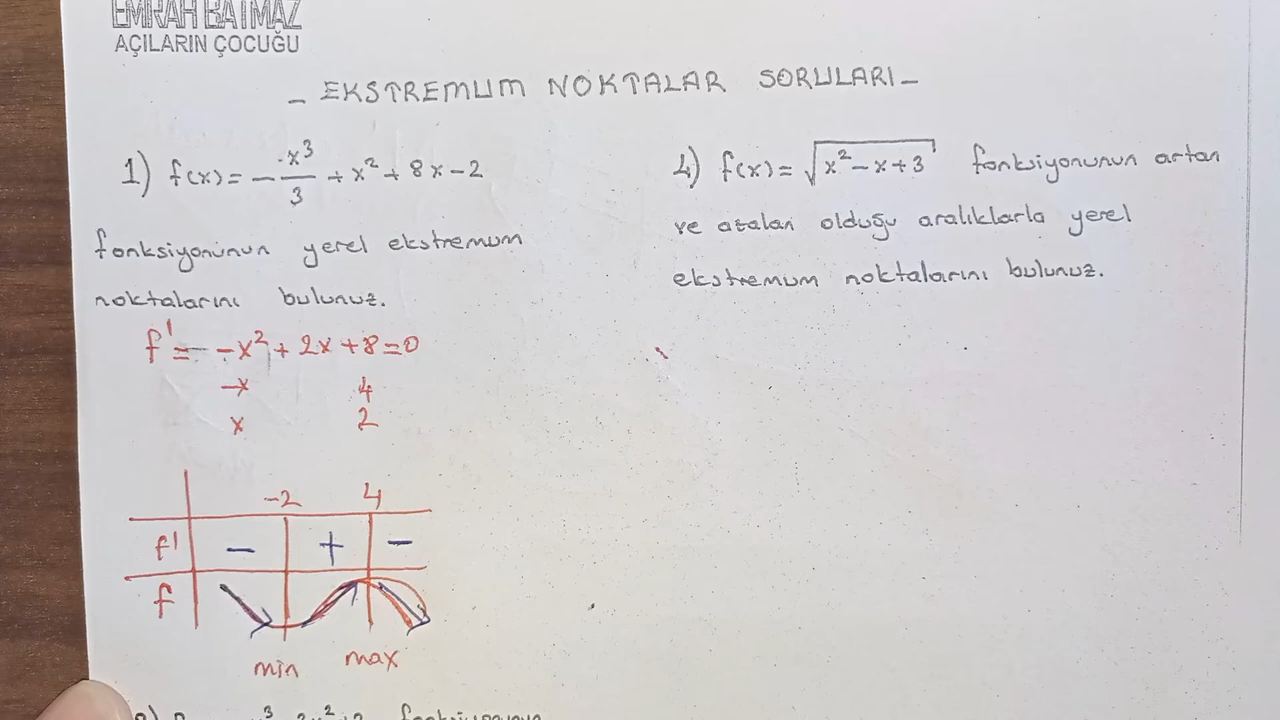 EMRAH BATMAZ
AÇILARIN ÇOCUĞU
- EKSTREMUM NOKTALAR SORULARI -
1) f(x) = - x³/3 + x² + 8x - 2
fonksiyonunun yerel ekstremum
noktalarını bulunuz.
f' = -x² + 2x + 8 = 0
-x 4
x 2
-2 4
f' - + -
f
min max
4) f(x) = √(x² - x + 3) fonksiyonunun artan
ve azalan olduğu aralıklarla yerel
ekstremum noktalarını bulunuz.
fonksiyonunun